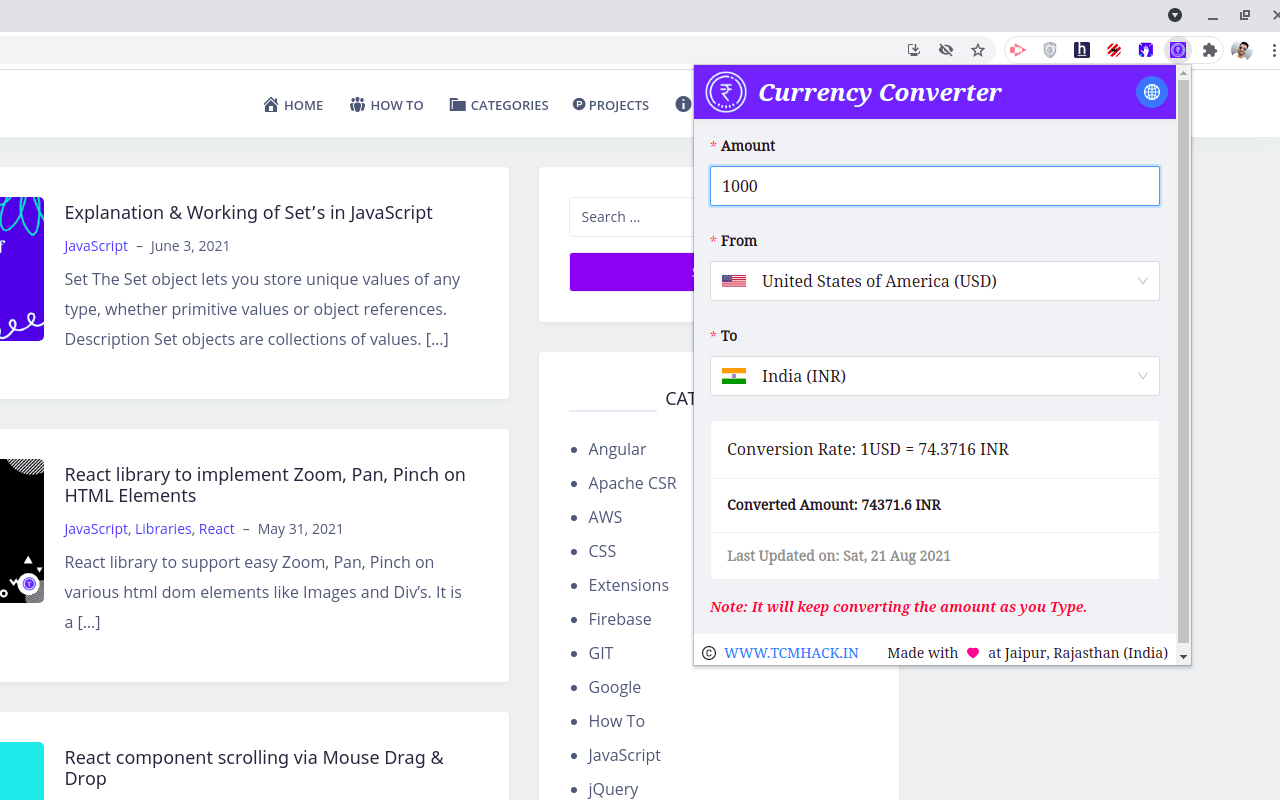 HOME
HOW TO
CATEGORIES
PROJECTS
Explanation & Working of Set’s in JavaScript
JavaScript – June 3, 2021
Set The Set object lets you store unique values of any
type, whether primitive values or object references.
Description Set objects are collections of values. [...]
React library to implement Zoom, Pan, Pinch on
HTML Elements
JavaScript, Libraries, React – May 31, 2021
React library to support easy Zoom, Pan, Pinch on
various html dom elements like Images and Div’s. It is
a [...]
React component scrolling via Mouse Drag &
Drop
Search ...
CAT
Angular
Apache CSR
AWS
CSS
Extensions
Firebase
GIT
Google
How To
JavaScript
jQuery
Currency Converter
* Amount
1000
* From
United States of America (USD)
* To
India (INR)
Conversion Rate: 1USD = 74.3716 INR
Converted Amount: 74371.6 INR
Last Updated on: Sat, 21 Aug 2021
Note: It will keep converting the amount as you Type.
© WWW.TCMHACK.IN Made with ♥ at Jaipur, Rajasthan (India)